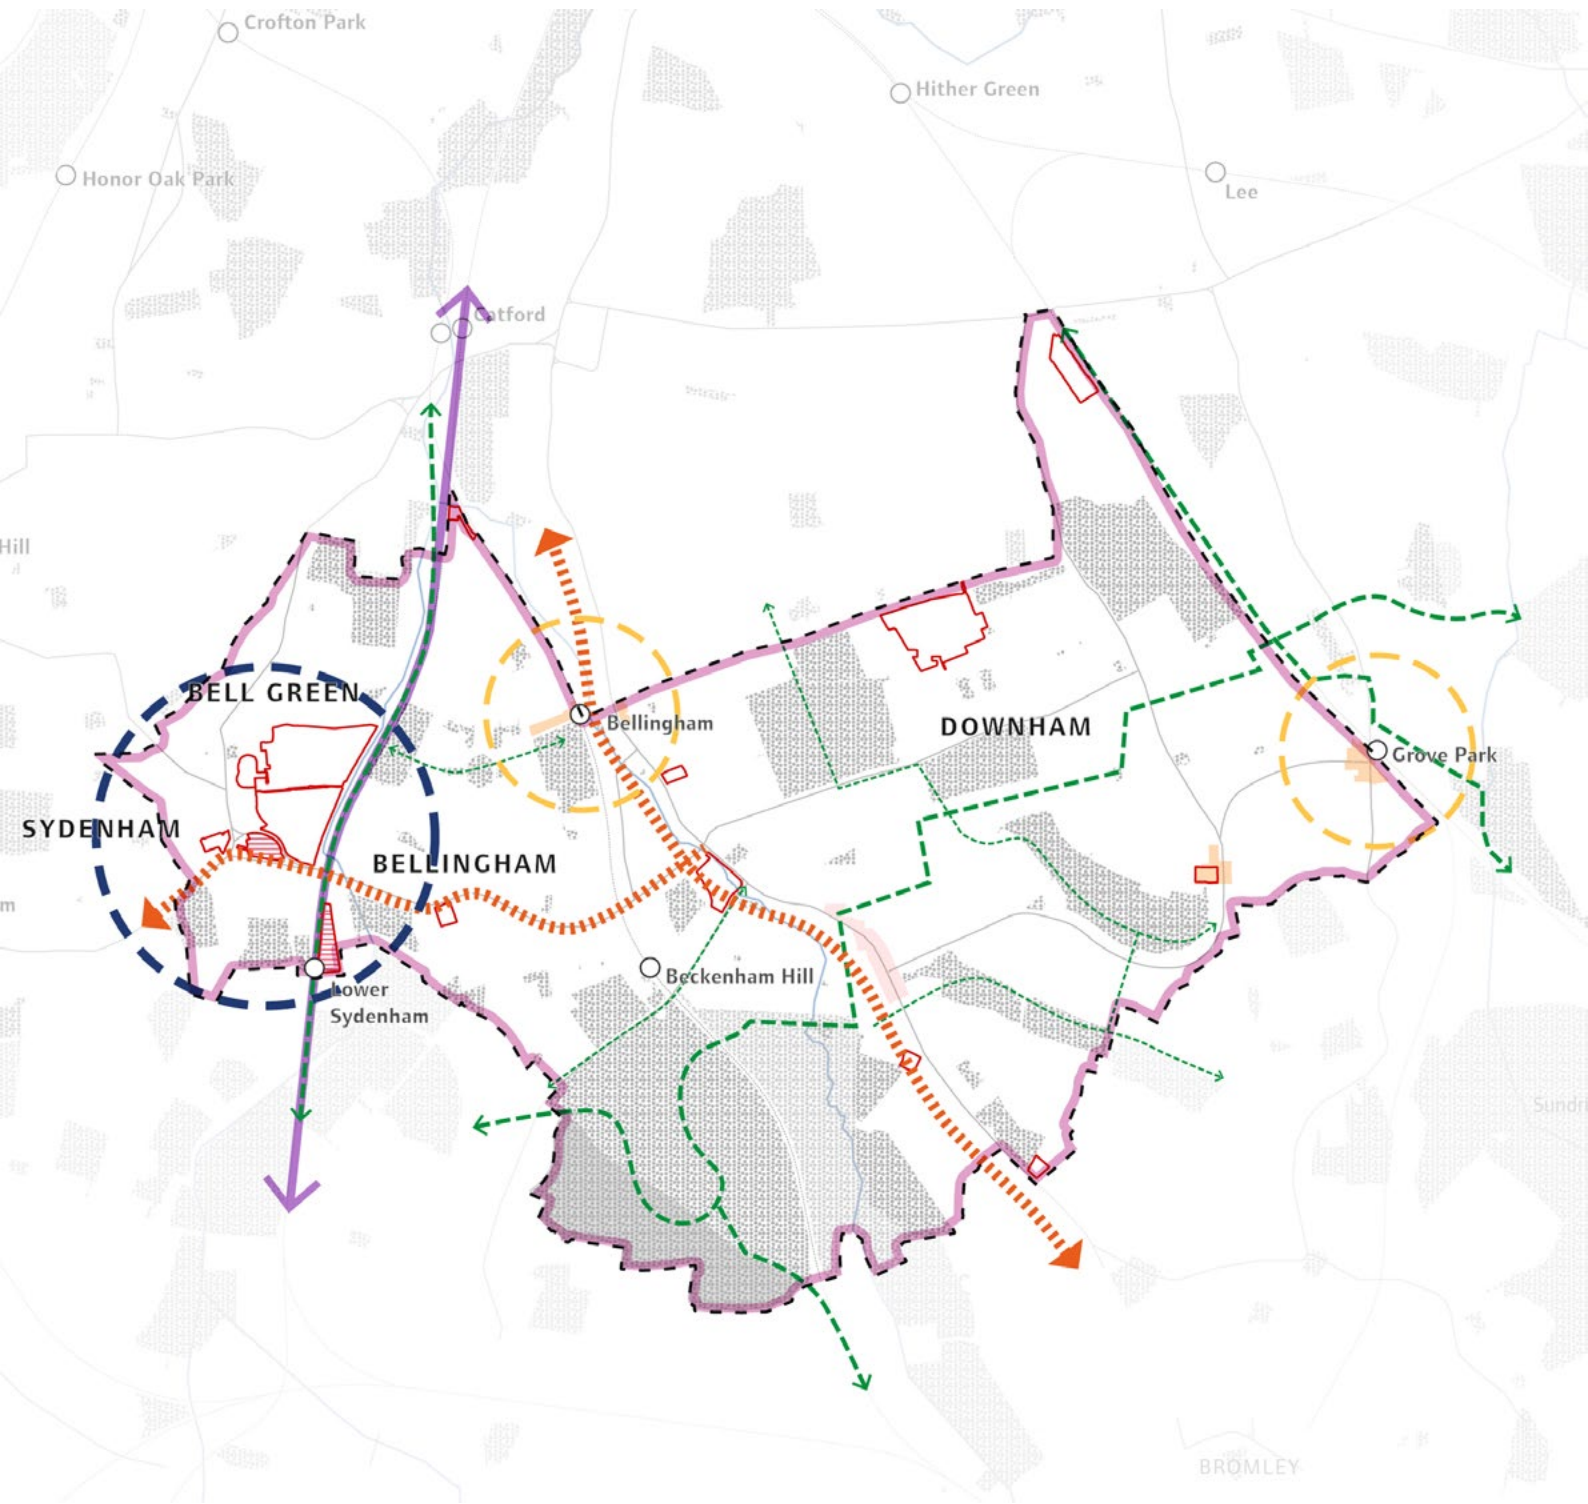 Crofton Park
Hither Green
Honor Oak Park
Lee
Catford
Hill
BELL GREEN
Bellingham
DOWNHAM
Grove Park
SYDENHAM
BELLINGHAM
m
Beckenham Hill
Lower
Sydenham
Sundri
BROMLEY